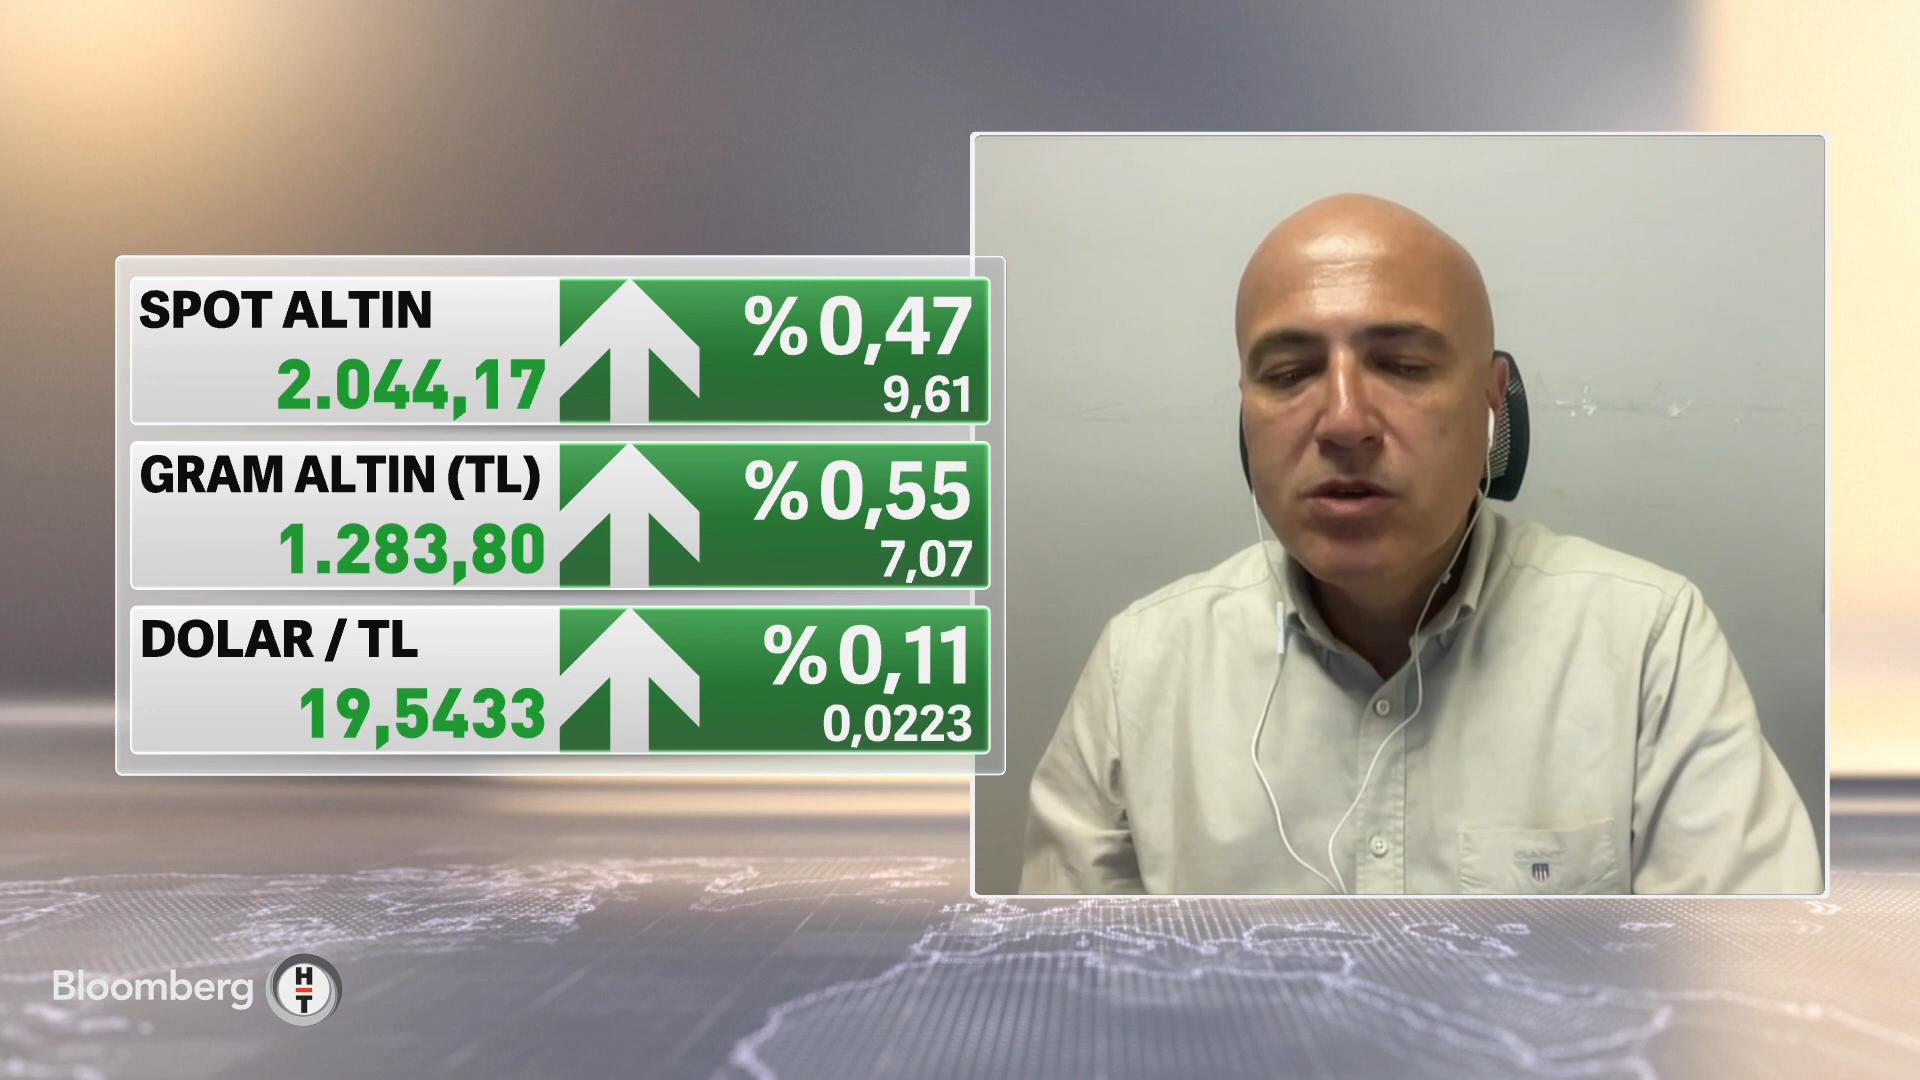 SPOT ALTIN
2.044,17
%0,47
9,61
GRAM ALTIN (TL)
1.283,80
%0,55
7,07
DOLAR / TL
19,5433
%0,11
0,0223
GANT
Bloomberg HT